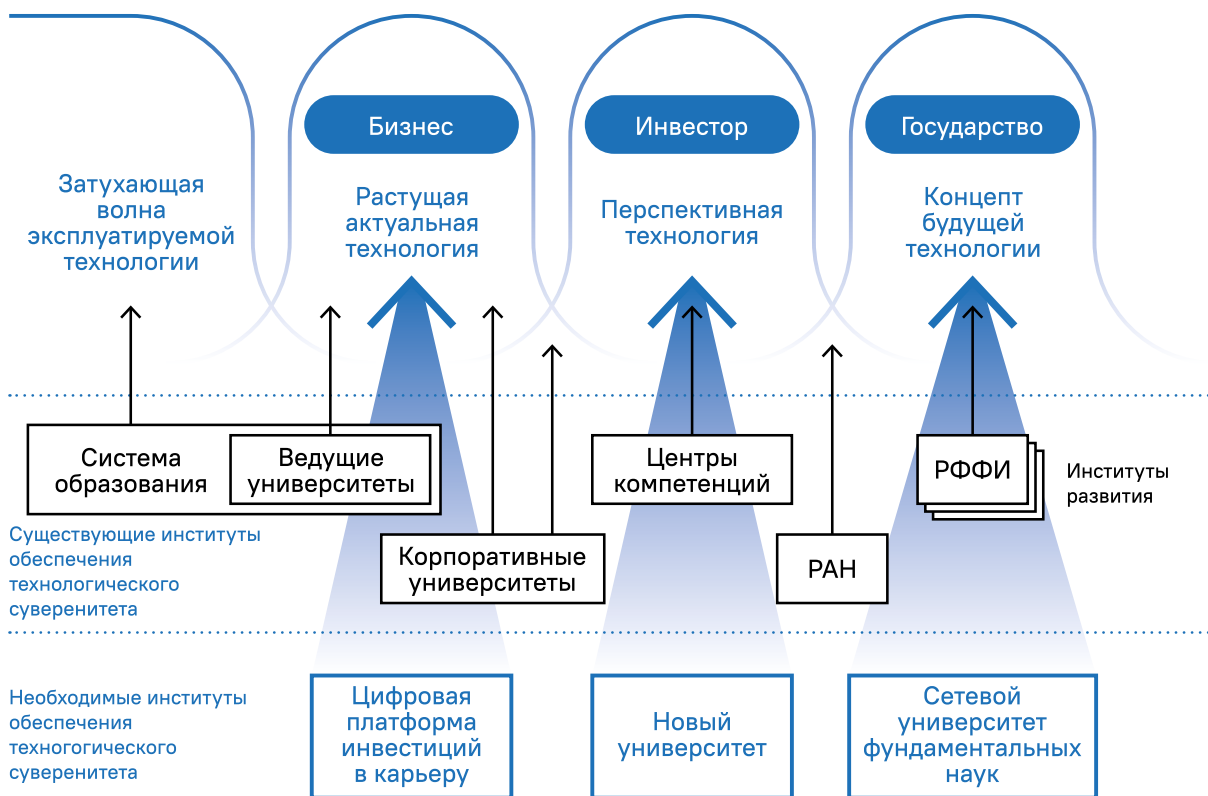 Бизнес
Инвестор
Государство
Затухающая
волна
эксплуатируемой
технологии
Растущая
актуальная
технология
Перспективная
технология
Концепт
будущей
технологии
Система
образования
Ведущие
университеты
Центры
компетенций
РФФИ
Институты
развития
Существующие институты
обеспечения
технологического
суверенитета
Корпоративные
университеты
РАН
Необходимые институты
обеспечения
техногогического
суверенитета
Цифровая
платформа
инвестиций
в карьеру
Новый
университет
Сетевой
университет
фундаментальных
наук